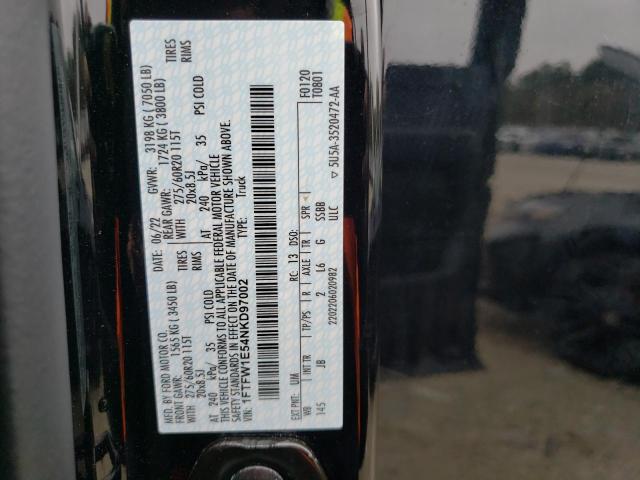 MFD. BY FORD MOTOR CO.
DATE: 06/22
GVWR: 3198 KG ( 7050 LB)
FRONT GAWR: 1565 KG ( 3450 LB)
REAR GAWR: 1724 KG ( 3800 LB)
WITH 275/60R20 115T TIRES
WITH 275/60R20 115T TIRES
20x8.5J RIMS
20x8.5J RIMS
AT 240 kPa/ 35 PSI COLD
AT 240 kPa/ 35 PSI COLD
THIS VEHICLE CONFORMS TO ALL APPLICABLE FEDERAL MOTOR VEHICLE
SAFETY STANDARDS IN EFFECT ON THE DATE OF MANUFACTURE SHOWN ABOVE.
VIN: 1FTFW1E54NKD97002
TYPE: Truck
EXT PNT: UM RC: 13 DSO: F0120
WB INT TR TP/PS R AXLE TR SPR T0801
145 JB 2 L6 G SSBB
2202206020982 ULC
▽ 5U5A-3520472-AA